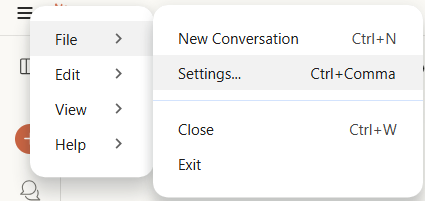 File
Edit
View
Help
New Conversation Ctrl+N
Settings... Ctrl+Comma
Close Ctrl+W
Exit